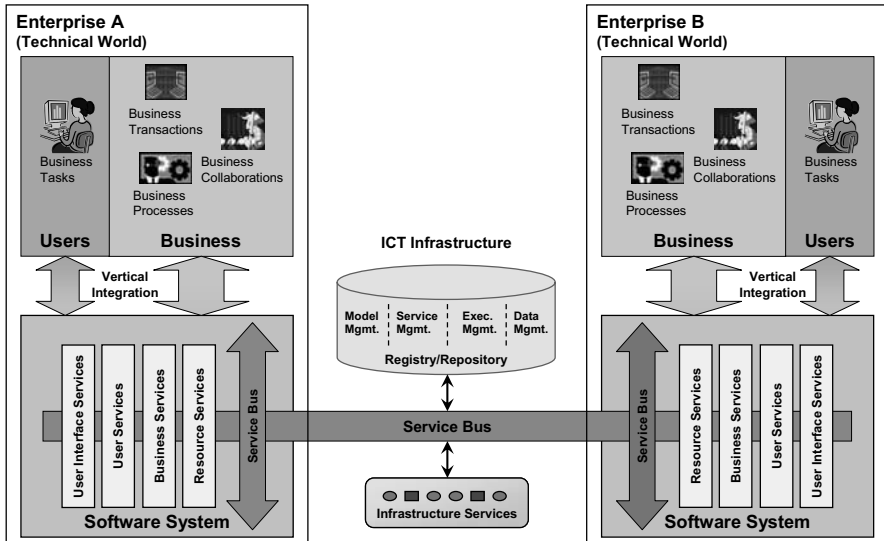 Enterprise A
(Technical World)
Business
Tasks
Users
Business
Transactions
Business
Collaborations
Business
Processes
Business
Vertical
Integration
User Interface Services
User Services
Business Services
Resource Services
Service Bus
Software System
ICT Infrastructure
Model
Mgmt.
Service
Mgmt.
Exec.
Mgmt.
Data
Mgmt.
Registry/Repository
Service Bus
Infrastructure Services
Enterprise B
(Technical World)
Business
Transactions
Business
Collaborations
Business
Processes
Business
Business
Tasks
Users
Vertical
Integration
Service Bus
Resource Services
Business Services
User Services
User Interface Services
Software System